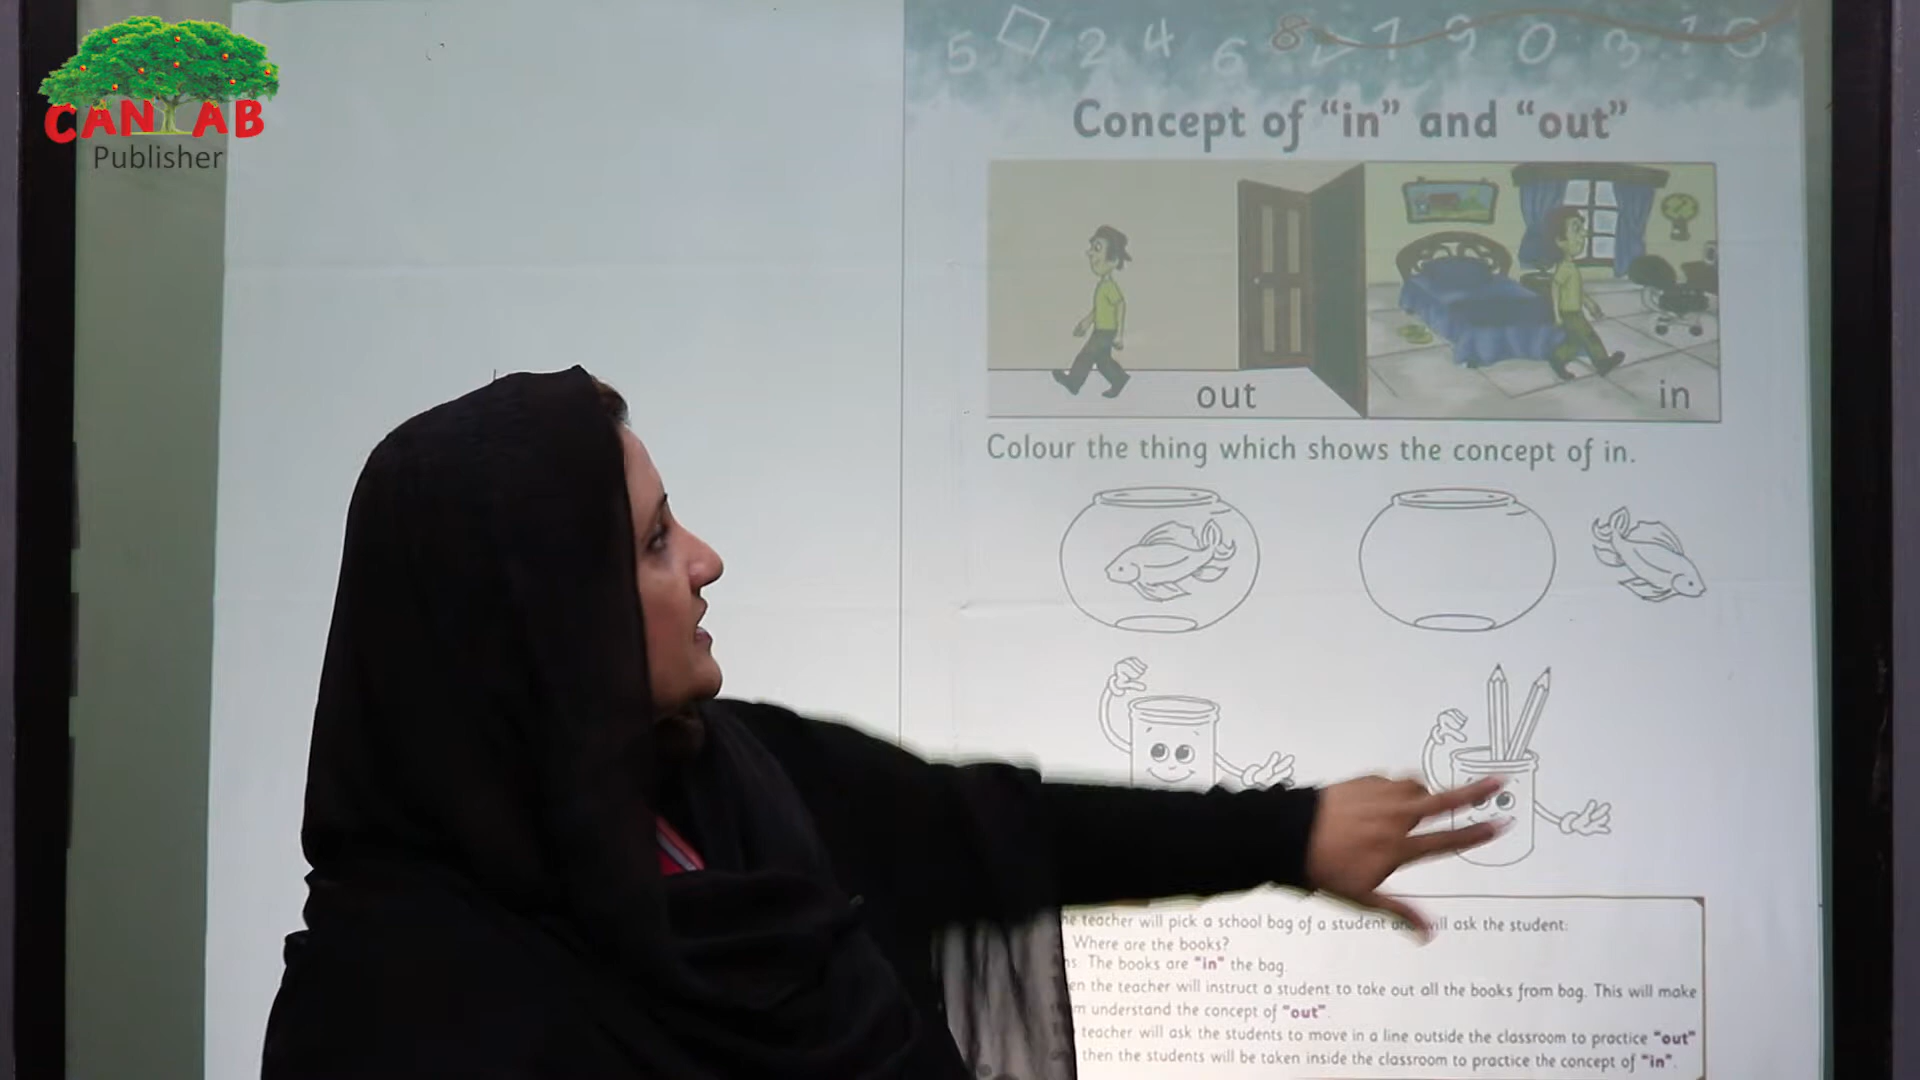 CANTAB
Publisher
5 2 4 6 8 7 9 0 3 1 0
Concept of “in” and “out”
out
in
Colour the thing which shows the concept of in.
teacher will pick a school bag of a student will ask the student:
Where are the books?
The books are "in" the bag.
the teacher will instruct a student to take out all the books from bag. This will make
understand the concept of "out".
teacher will ask the students to move in a line outside the classroom to practice "out"
then the students will be taken inside the classroom to practice the concept of "in".